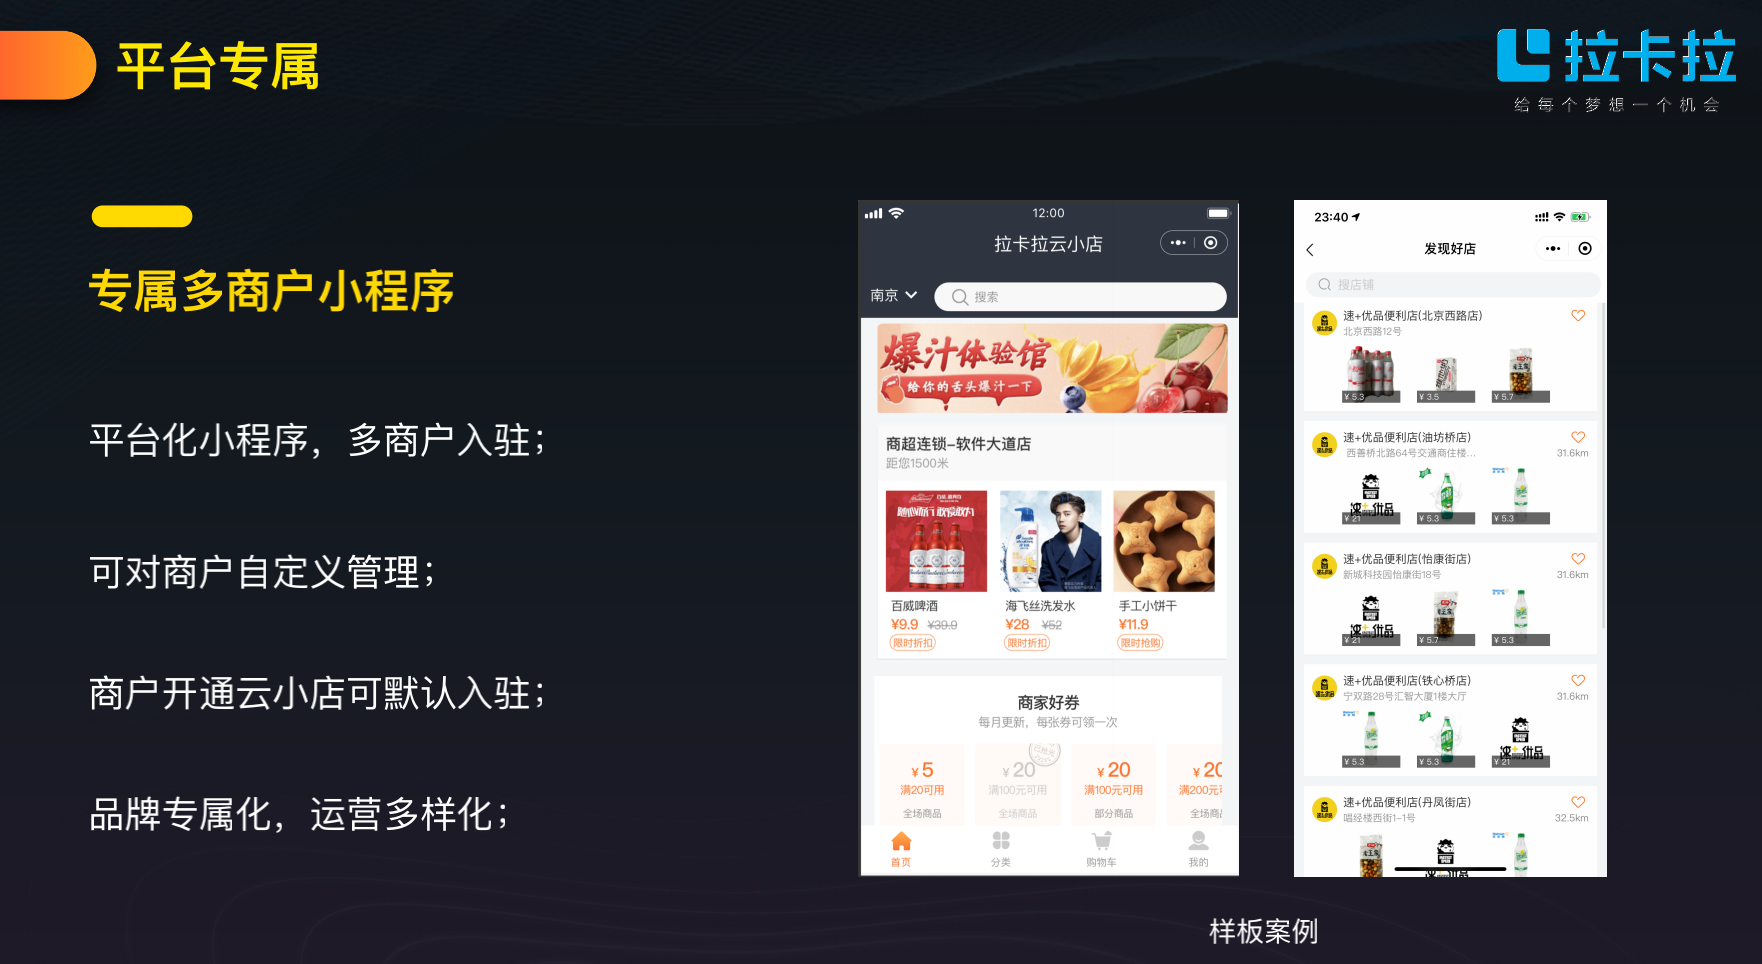 平台专属
拉卡拉
给每个梦想一个机会
专属多商户小程序
平台化小程序，多商户入驻；
可对商户自定义管理；
商户开通云小店可默认入驻；
品牌专属化，运营多样化；
12:00
拉卡拉云小店
南京
搜索
爆汁体验馆
给你的舌头爆汁一下
商超连锁-软件大道店
距您1500米
百威啤酒
¥9.9 ¥39.9
限时折扣
海飞丝洗发水
¥28 ¥52
限时折扣
手工小饼干
¥11.9
限时抢购
商家好券
每月更新，每张券可领一次
¥5
满20可用
全场商品
¥20
满100元可用
全场商品
¥20
满100元可用
部分商品
¥20
满200元可
全场商品
首页
分类
购物车
我的
23:40
发现好店
搜店铺
速+优品便利店(北京西路店)
北京西路12号
¥5.3
¥3.5
¥5.7
速+优品便利店(油坊桥店)
西善桥北路64号交通商住楼...
31.6km
速+优品
¥21
¥5.3
¥5.3
速+优品便利店(怡康街店)
新城科技园怡康街18号
31.6km
速+优品
¥21
¥5.7
¥5.3
速+优品便利店(铁心桥店)
宁双路28号汇智大厦1楼大厅
31.6km
¥5.3
¥5.3
速+优品
¥21
速+优品便利店(丹凤街店)
唱经楼西街1-1号
32.5km
样板案例